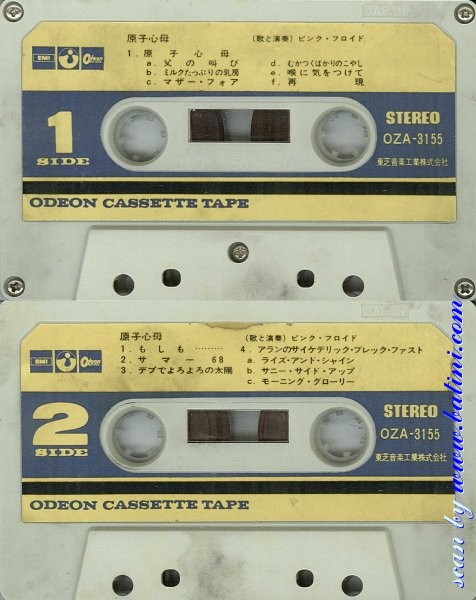 JAPAN
EMI Odeon
原子心母 (歌と演奏) ピンク・フロイド
1. 原子心母
a. 父の叫び
b. ミルクたっぷりの乳房
c. マザー・フォア
d. むかつくばかりのこやし
e. 喉に気をつけて
f. 再現
1
SIDE
STEREO
OZA-3155
東芝音楽工業株式会社
ODEON CASSETTE TAPE
JAPAN
EMI Odeon
原子心母 (歌と演奏) ピンク・フロイド
1. もしも………
2. サマー 68
3. デブでよろよろの太陽
4. アランのサイケデリック・ブレック・ファスト
a. ライズ・アンド・シャイン
b. サニー・サイド・アップ
c. モーニング・グローリー
2
SIDE
STEREO
OZA-3155
東芝音楽工業株式会社
ODEON CASSETTE TAPE
scan by www.batini.com